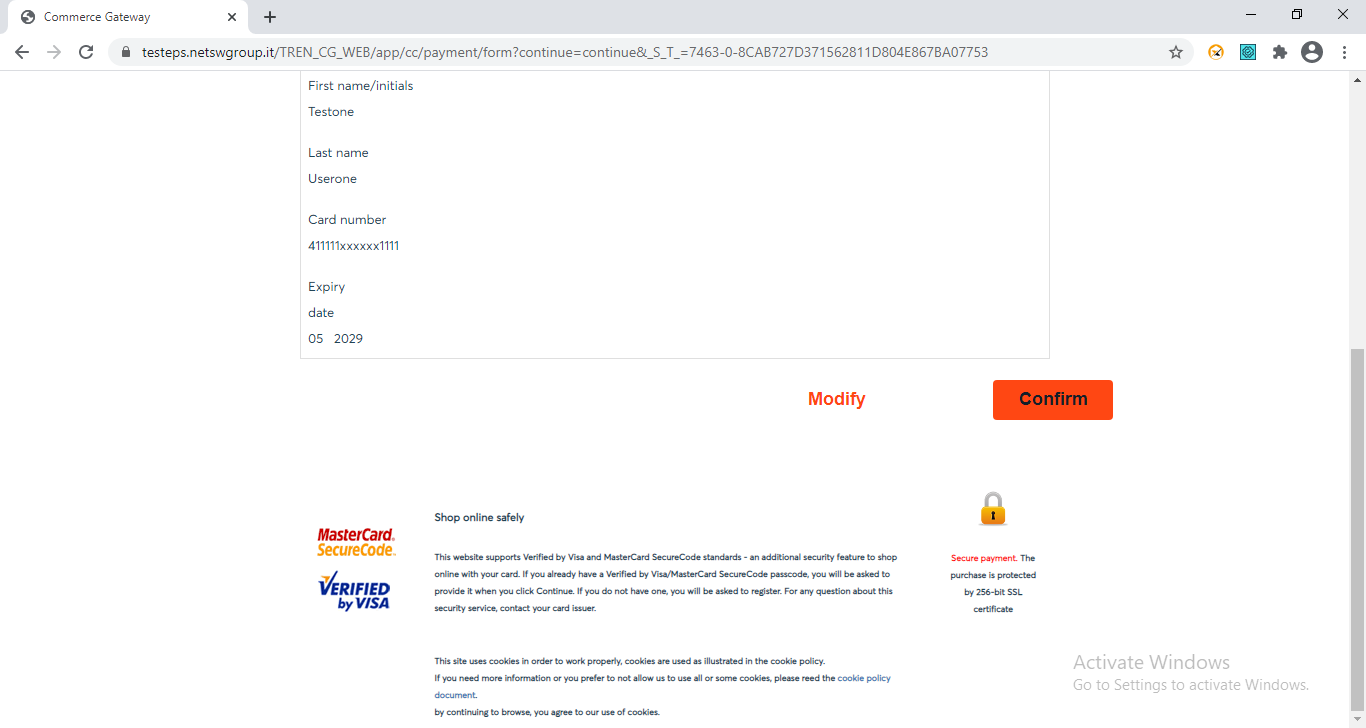 Commerce Gateway
testeps.netswgroup.it/TREN_CG_WEB/app/cc/payment/form?continue=continue&_S_T_=7463-0-8CAB727D371562811D804E867BA07753
First name/initials
Testone
Last name
Userone
Card number
411111xxxxxx1111
Expiry
date
05 2029
Modify
Confirm
MasterCard.
SecureCode.
VERIFIED
by VISA
Shop online safely
This website supports Verified by Visa and MasterCard SecureCode standards - an additional security feature to shop
online with your card. If you already have a Verified by Visa/MasterCard SecureCode passcode, you will be asked to
provide it when you click Continue. If you do not have one, you will be asked to register. For any question about this
security service, contact your card issuer.
Secure payment. The
purchase is protected
by 256-bit SSL
certificate
This site uses cookies in order to work properly, cookies are used as illustrated in the cookie policy.
If you need more information or you prefer to not allow us to use all or some cookies, please reed the cookie policy
document.
by continuing to browse, you agree to our use of cookies.
Activate Windows
Go to Settings to activate Windows.